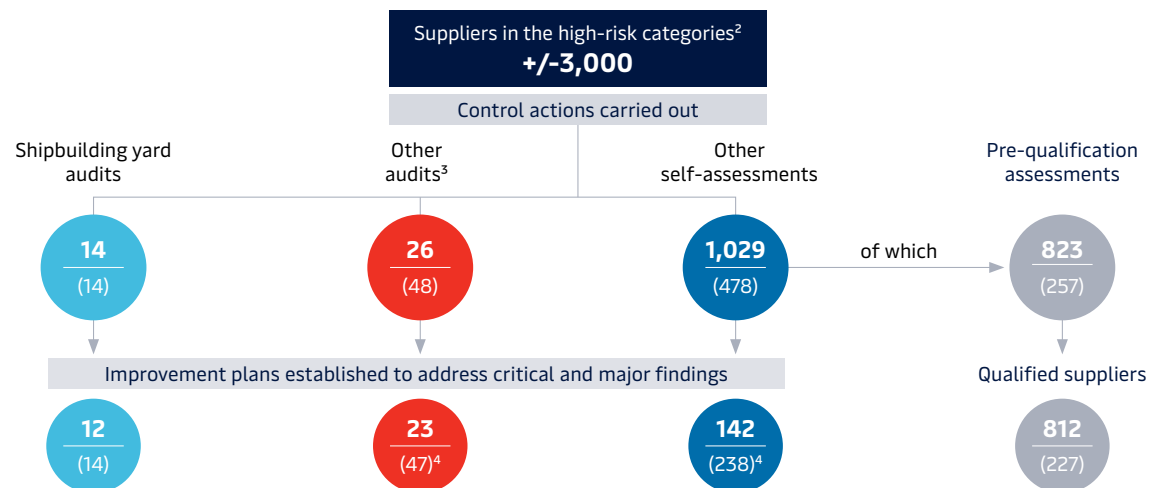 Suppliers in the high-risk categories²
+/-3,000
Control actions carried out
Shipbuilding yard
audits
Other
audits³
Other
self-assessments
Pre-qualification
assessments
14
(14)
26
(48)
1,029
(478)
of which
823
(257)
Improvement plans established to address critical and major findings
Qualified suppliers
12
(14)
23
(47)⁴
142
(238)⁴
812
(227)